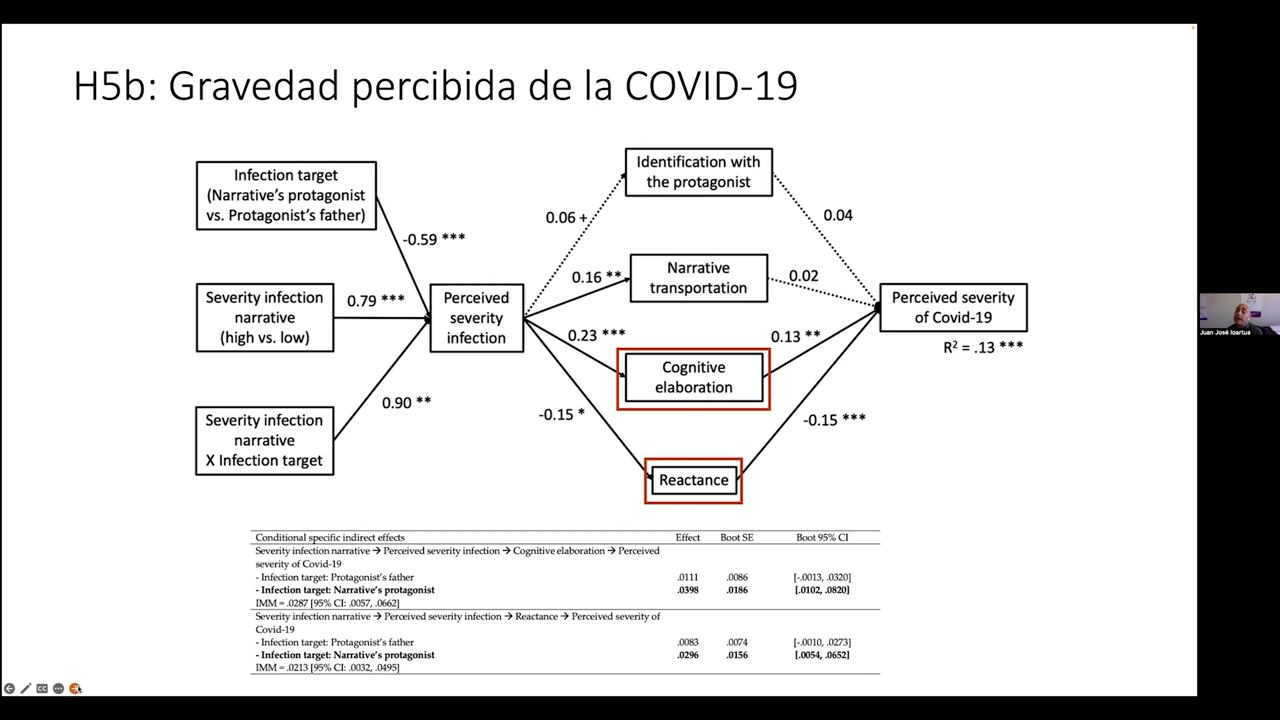 H5b: Gravedad percibida de la COVID-19
Infection target
(Narrative's protagonist
vs. Protagonist's father)
Severity infection
narrative
(high vs. low)
Severity infection
narrative
X Infection target
-0.59 ***
0.79 ***
0.90 **
Perceived
severity
infection
0.06 +
0.16 **
0.23 ***
-0.15 *
Identification with
the protagonist
Narrative
transportation
Cognitive
elaboration
Reactance
0.04
0.02
0.13 **
-0.15 ***
Perceived severity
of Covid-19
R² = .13 ***
Juan José Igartua
Conditional specific indirect effects Effect Boot SE Boot 95% CI
Severity infection narrative → Perceived severity infection → Cognitive elaboration → Perceived
severity of Covid-19
- Infection target: Protagonist's father .0111 .0086 [-.0013, .0320]
- Infection target: Narrative's protagonist .0398 .0186 [.0102, .0820]
IMM = .0287 [95% CI: .0057, .0662]
Severity infection narrative → Perceived severity infection → Reactance → Perceived severity of
Covid-19
- Infection target: Protagonist's father .0083 .0074 [-.0010, .0273]
- Infection target: Narrative's protagonist .0296 .0156 [.0054, .0652]
IMM = .0213 [95% CI: .0032, .0495]
CC